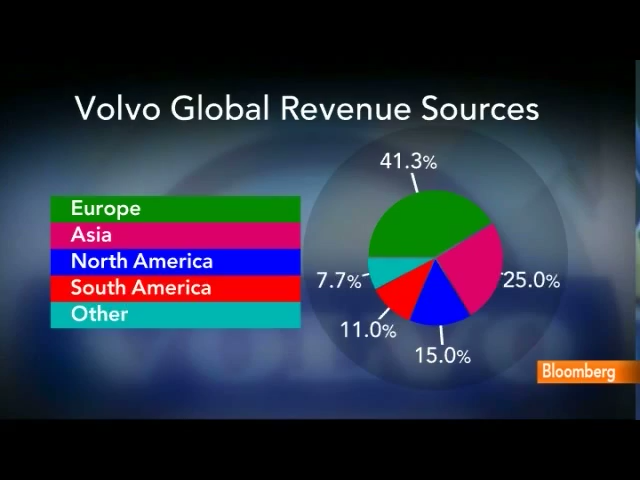 Volvo Global Revenue Sources
41.3%
Europe
Asia
North America
South America
Other
7.7%
25.0%
11.0%
15.0%
Bloomberg